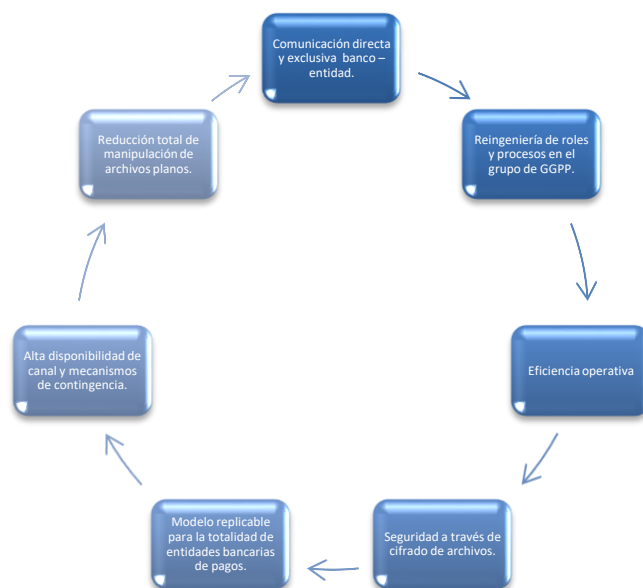 Comunicación directa
y exclusiva banco –
entidad.
Reingeniería de roles
y procesos en el
grupo de GGPP.
Eficiencia operativa
Seguridad a través de
cifrado de archivos.
Modelo replicable
para la totalidad de
entidades bancarias
de pagos.
Alta disponibilidad de
canal y mecanismos
de contingencia.
Reducción total de
manipulación de
archivos planos.